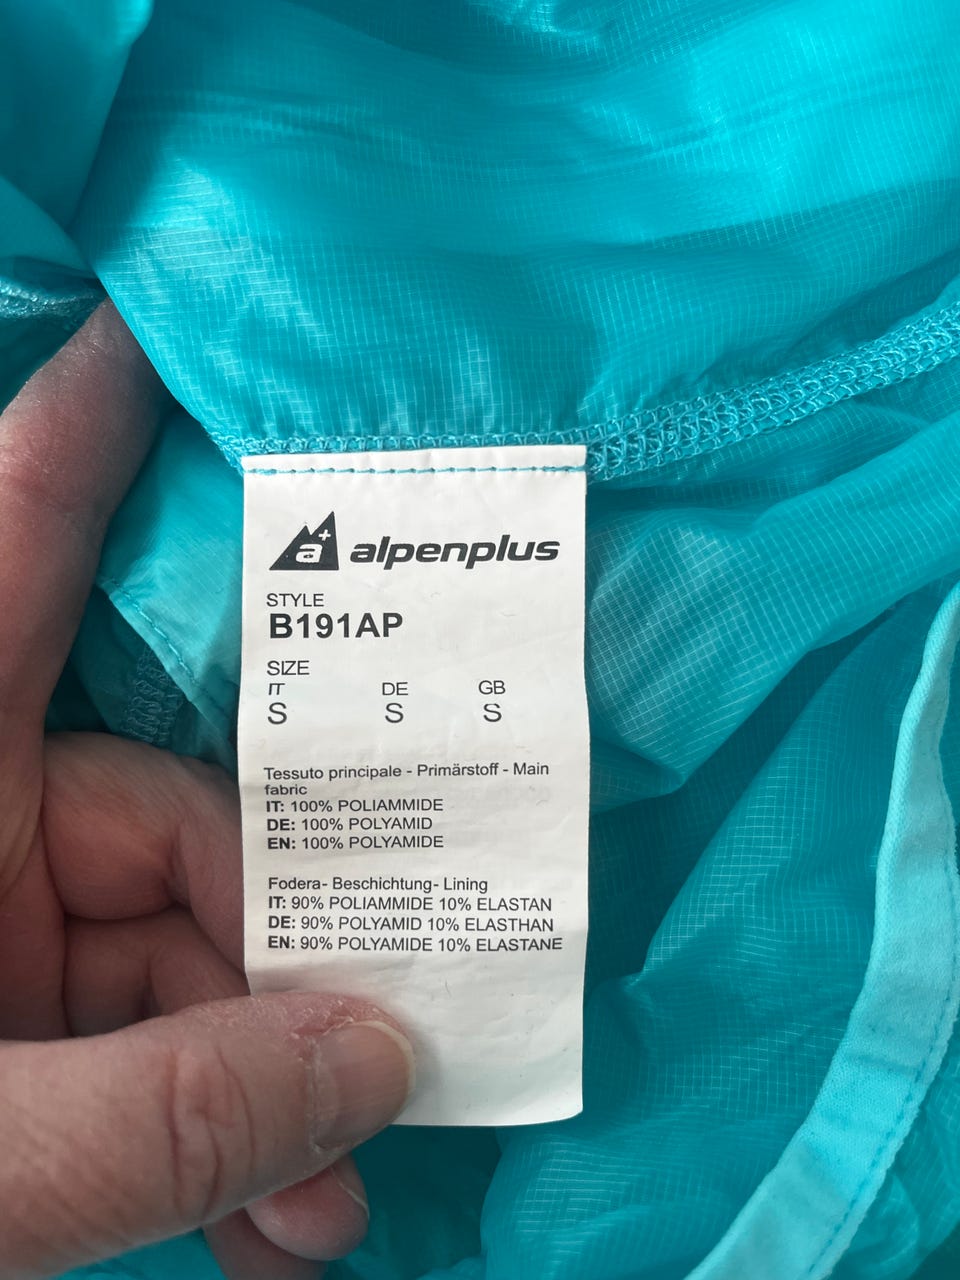 a+ alpenplus
STYLE
B191AP
SIZE
IT DE GB
S S S
Tessuto principale - Primärstoff - Main
fabric
IT: 100% POLIAMMIDE
DE: 100% POLYAMID
EN: 100% POLYAMIDE
Fodera- Beschichtung- Lining
IT: 90% POLIAMMIDE 10% ELASTAN
DE: 90% POLYAMID 10% ELASTHAN
EN: 90% POLYAMIDE 10% ELASTANE